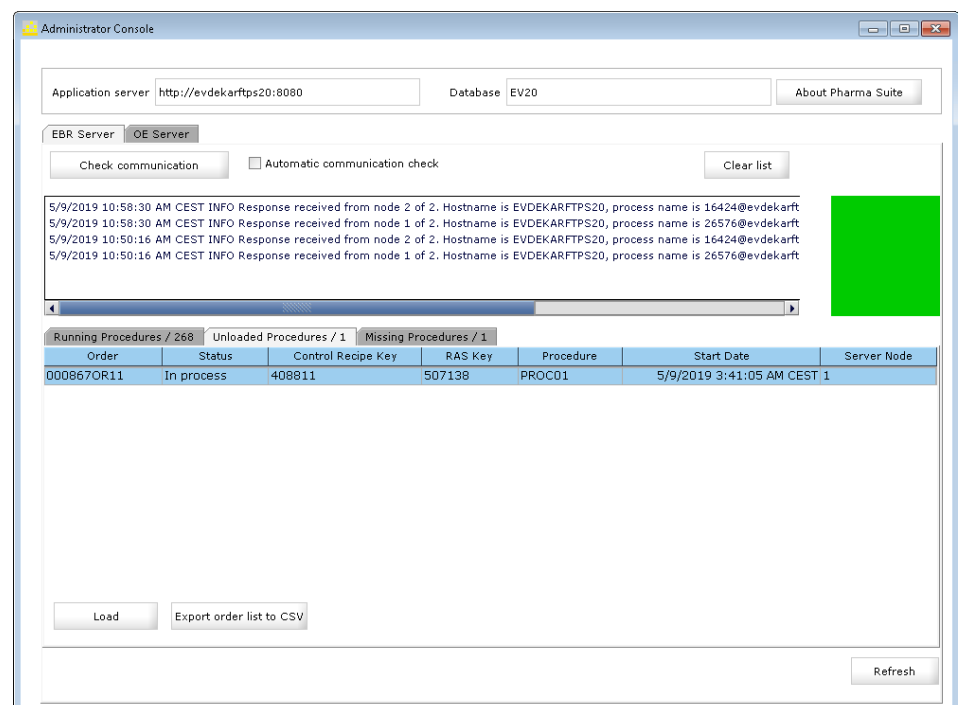 Administrator Console
Application server http://evdekarftps20:8080 Database EV20 About Pharma Suite
EBR Server OE Server
Check communication Automatic communication check Clear list
5/9/2019 10:58:30 AM CEST INFO Response received from node 2 of 2. Hostname is EVDEKARFTPS20, process name is 16424@evdekarft
5/9/2019 10:58:30 AM CEST INFO Response received from node 1 of 2. Hostname is EVDEKARFTPS20, process name is 26576@evdekarft
5/9/2019 10:50:16 AM CEST INFO Response received from node 2 of 2. Hostname is EVDEKARFTPS20, process name is 16424@evdekarft
5/9/2019 10:50:16 AM CEST INFO Response received from node 1 of 2. Hostname is EVDEKARFTPS20, process name is 26576@evdekarft
Running Procedures / 268 Unloaded Procedures / 1 Missing Procedures / 1
Order Status Control Recipe Key RAS Key Procedure Start Date Server Node
000867OR11 In process 408811 507138 PROC01 5/9/2019 3:41:05 AM CEST 1
Load Export order list to CSV
Refresh